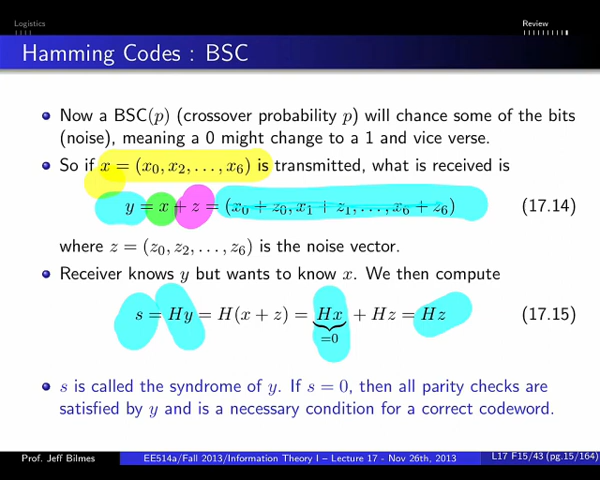 Logistics
Review
Hamming Codes : BSC
Now a BSC(p) (crossover probability p) will chance some of the bits
(noise), meaning a 0 might change to a 1 and vice verse.
So if x = (x₀, x₂, . . . , x₆) is transmitted, what is received is
y = x + z = (x₀ + z₀, x₁ + z₁, . . . , x₆ + z₆) (17.14)
where z = (z₀, z₂, . . . , z₆) is the noise vector.
Receiver knows y but wants to know x. We then compute
s = Hy = H(x + z) = Hx + Hz = Hz (17.15)
=0
s is called the syndrome of y. If s = 0, then all parity checks are
satisfied by y and is a necessary condition for a correct codeword.
Prof. Jeff Bilmes EE514a/Fall 2013/Information Theory I – Lecture 17 - Nov 26th, 2013 L17 F15/43 (pg.15/164)